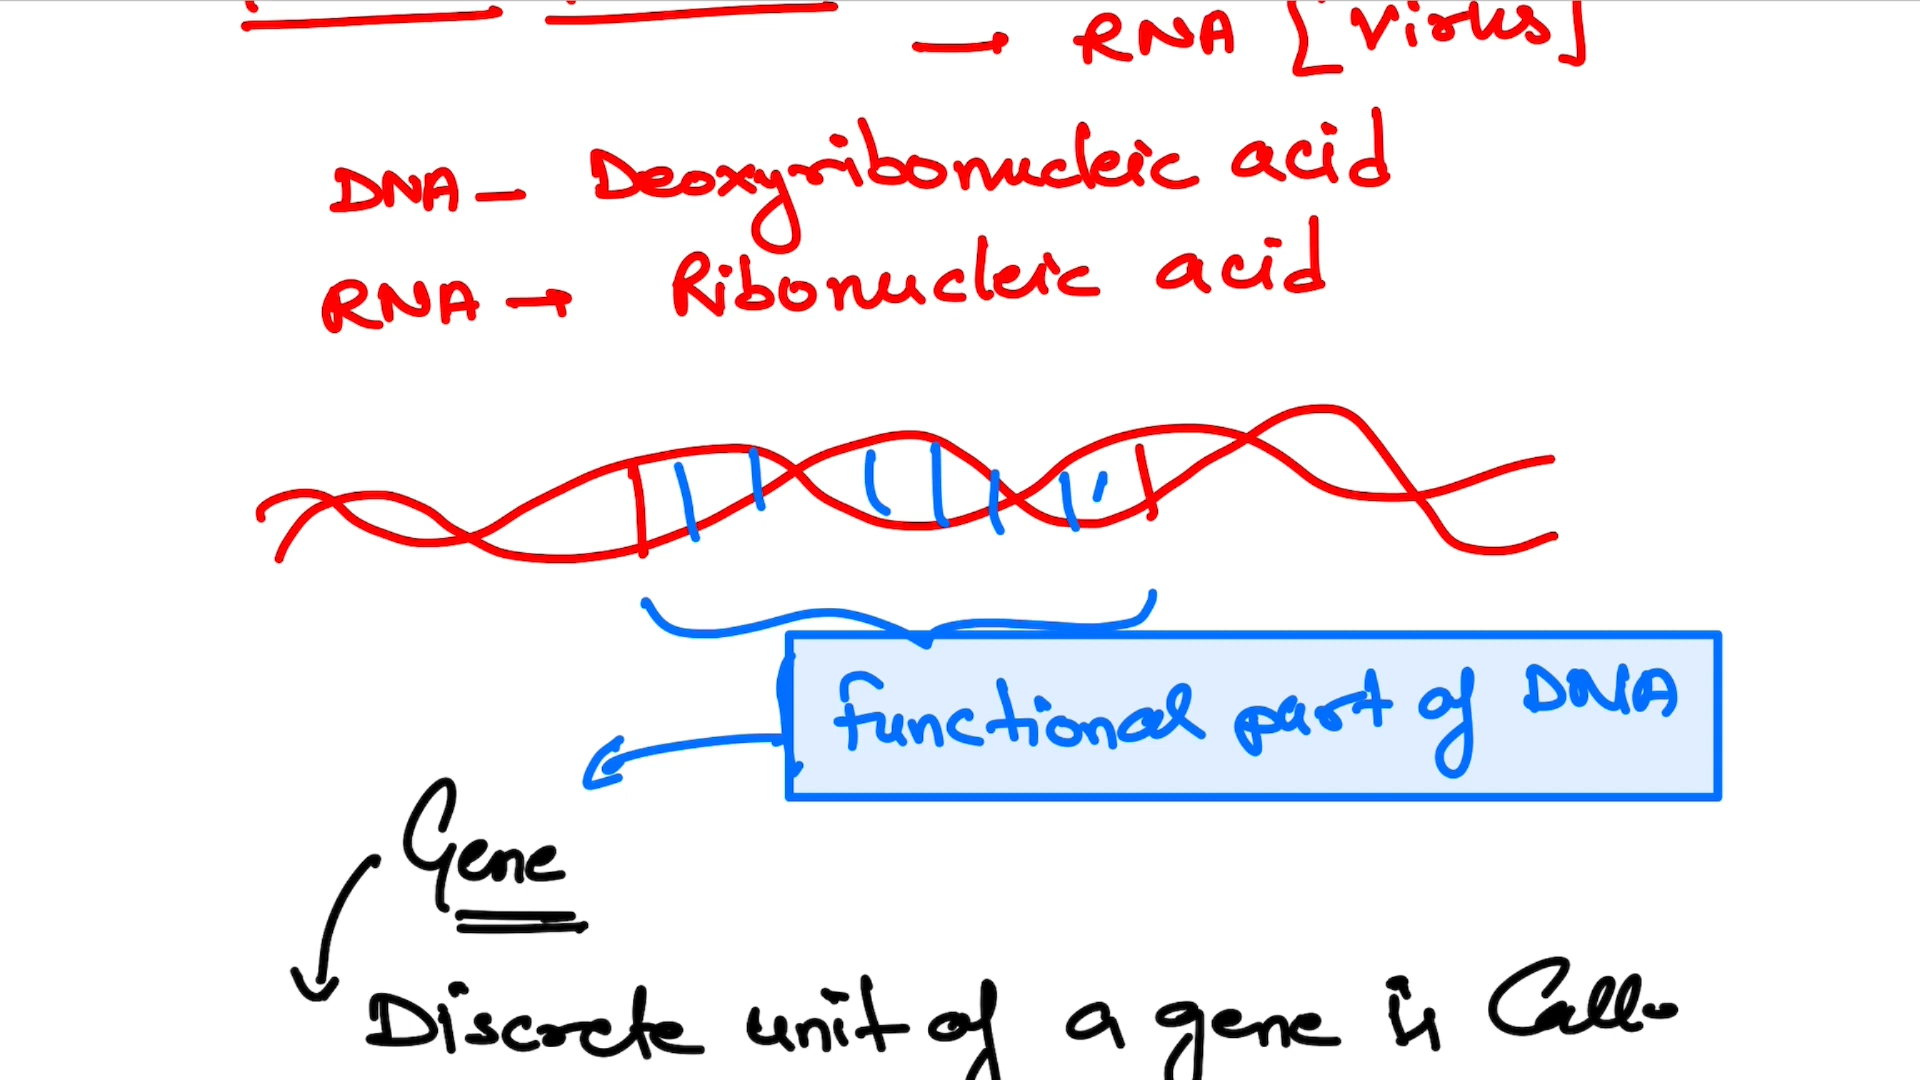 → RNA [Virus]
DNA - Deoxyribonucleic acid
RNA → Ribonucleic acid
functional part of DNA
Gene
Discrete unit of a gene is